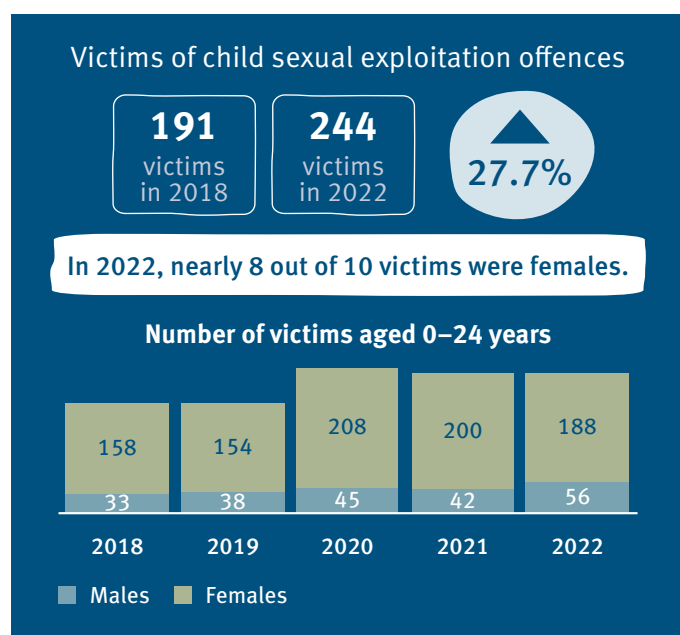 Victims of child sexual exploitation offences
191
victims
in 2018
244
victims
in 2022
27.7%
In 2022, nearly 8 out of 10 victims were females.
Number of victims aged 0–24 years
158
154
208
200
188
33
38
45
42
56
2018
2019
2020
2021
2022
Males
Females